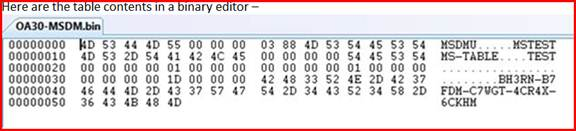 Here are the table contents in a binary editor –
OA30-MSDM.bin
00000000 4D 53 44 4D 55 00 00 00 03 88 4D 53 54 45 53 54 MSDMU.....MSTEST
00000010 4D 53 2D 54 41 42 4C 45 00 00 00 00 54 45 53 54 MS-TABLE....TEST
00000020 00 00 00 00 01 00 00 00 00 00 00 00 01 00 00 00 ................
00000030 00 00 00 00 1D 00 00 00 42 48 33 52 4E 2D 42 37 ........BH3RN-B7
00000040 46 44 4D 2D 43 37 57 47 54 2D 34 43 52 34 58 2D FDM-C7WGT-4CR4X-
00000050 36 43 4B 48 4D 6CKHM